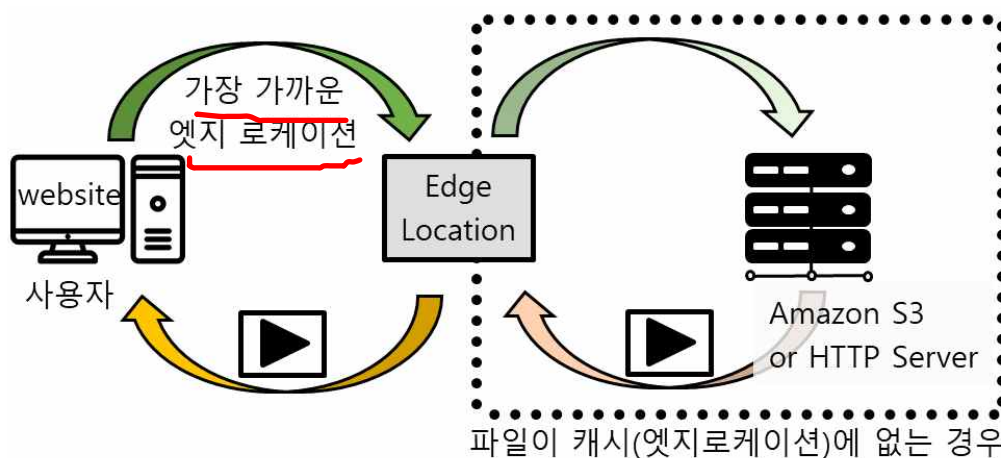 가장 가까운
엣지 로케이션
website
사용자
Edge
Location
Amazon S3
or HTTP Server
파일이 캐시(엣지로케이션)에 없는 경우